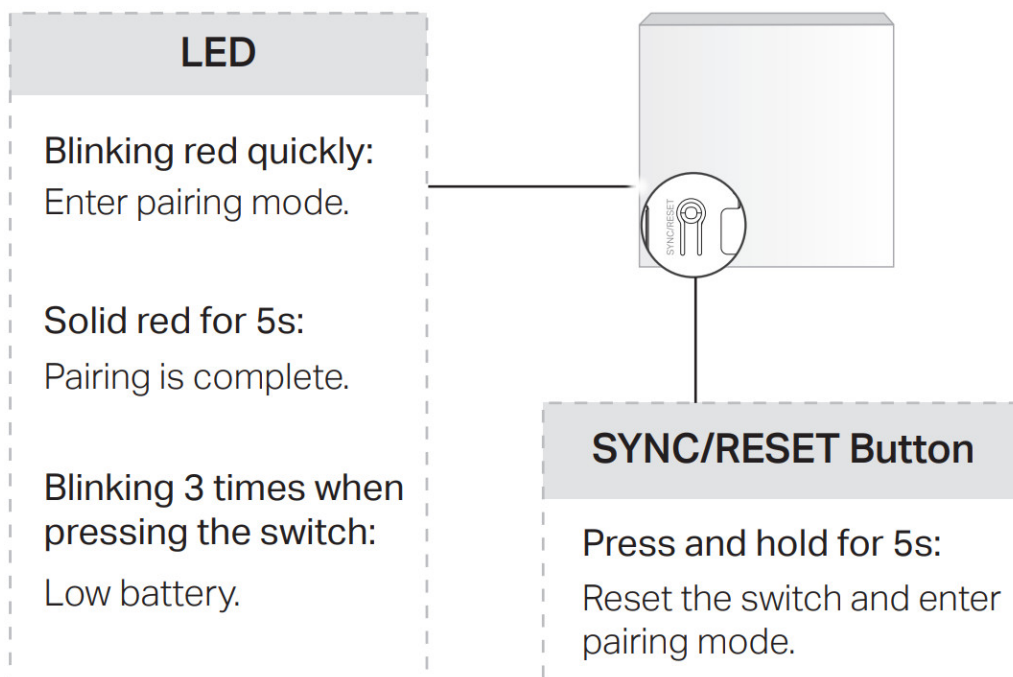 LED
Blinking red quickly:
Enter pairing mode.
Solid red for 5s:
Pairing is complete.
Blinking 3 times when
pressing the switch:
Low battery.
SYNC/RESET
SYNC/RESET Button
Press and hold for 5s:
Reset the switch and enter
pairing mode.